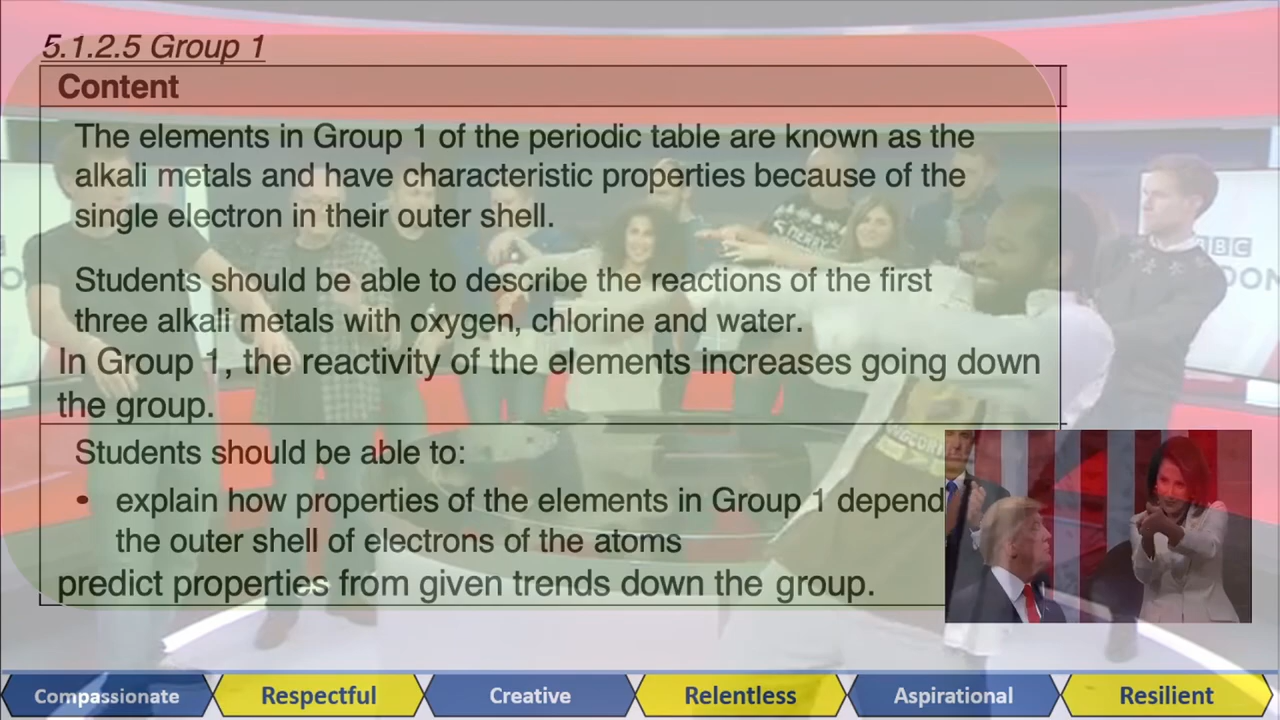 5.1.2.5 Group 1
Content
The elements in Group 1 of the periodic table are known as the
alkali metals and have characteristic properties because of the
single electron in their outer shell.
Students should be able to describe the reactions of the first
three alkali metals with oxygen, chlorine and water.
In Group 1, the reactivity of the elements increases going down
the group.
Students should be able to:
• explain how properties of the elements in Group 1 depend
the outer shell of electrons of the atoms
predict properties from given trends down the group.
BBC
Compassionate
Respectful
Creative
Relentless
Aspirational
Resilient